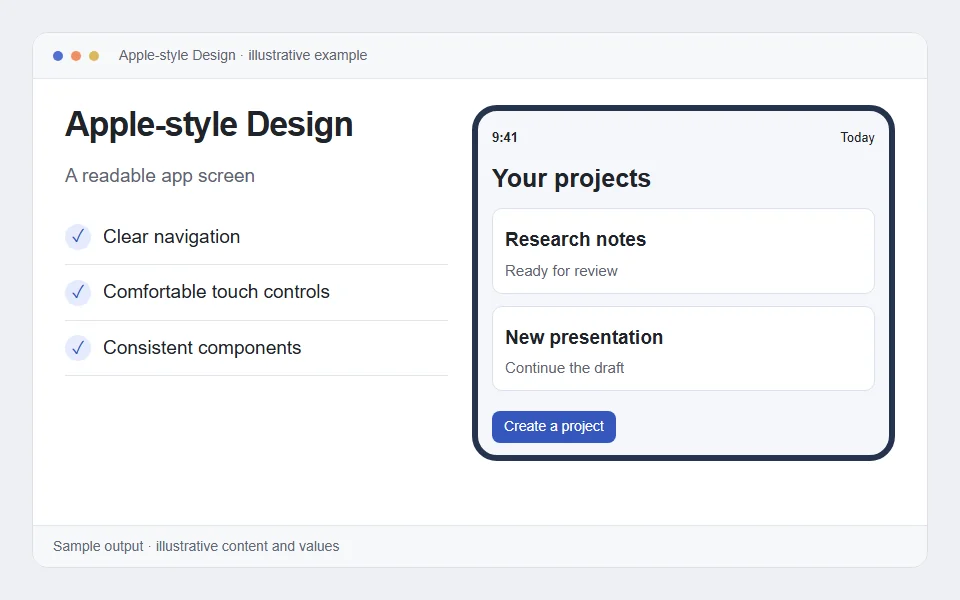 Apple-style Design · illustrative example
Apple-style Design
A readable app screen
✓ Clear navigation
✓ Comfortable touch controls
✓ Consistent components
9:41 Today
Your projects
Research notes
Ready for review
New presentation
Continue the draft
Create a project
Sample output · illustrative content and values